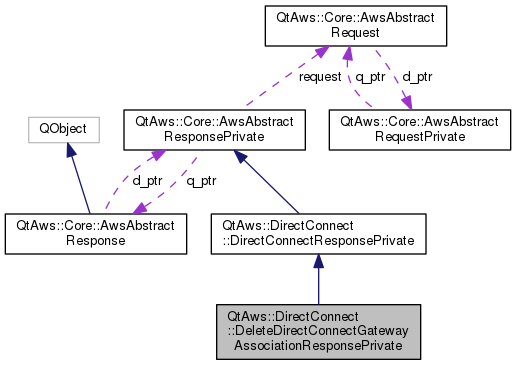 QtAws::Core::AwsAbstract
Request
request
q_ptr
d_ptr
QObject
QtAws::Core::AwsAbstract
ResponsePrivate
QtAws::Core::AwsAbstract
RequestPrivate
d_ptr
q_ptr
QtAws::Core::AwsAbstract
Response
QtAws::DirectConnect
::DirectConnectResponsePrivate
QtAws::DirectConnect
::DeleteDirectConnectGateway
AssociationResponsePrivate